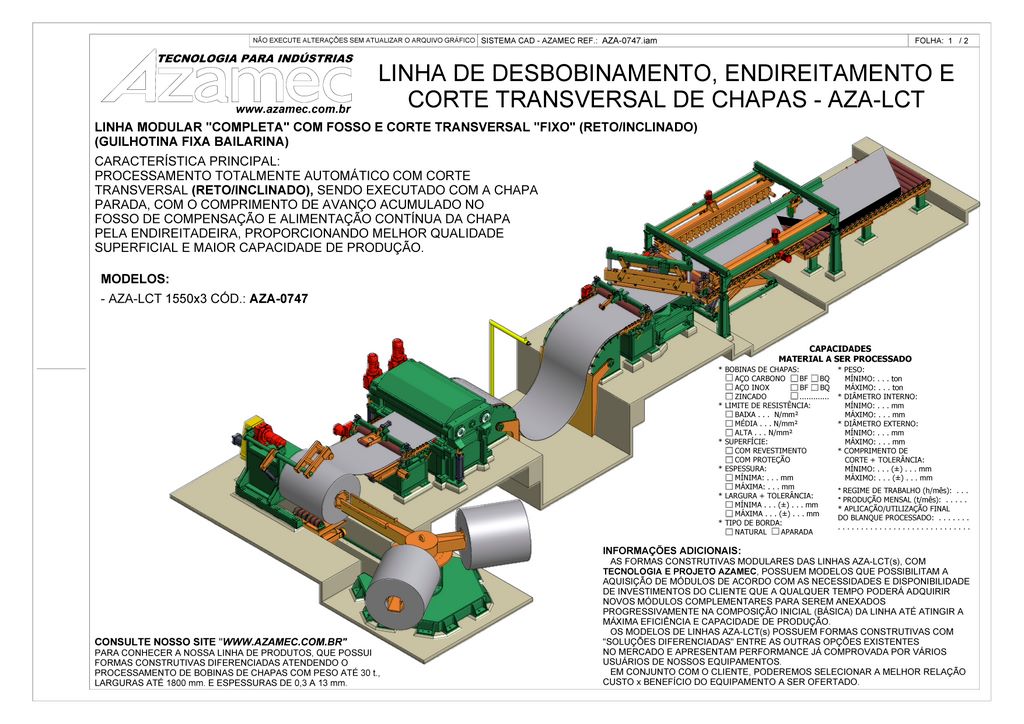 NÃO EXECUTE ALTERAÇÕES SEM ATUALIZAR O ARQUIVO GRÁFICO SISTEMA CAD - AZAMEC REF.: AZA-0747.iam FOLHA: 1 / 2
TECNOLOGIA PARA INDÚSTRIAS
Azamec
www.azamec.com.br
LINHA DE DESBOBINAMENTO, ENDIREITAMENTO E
CORTE TRANSVERSAL DE CHAPAS - AZA-LCT
LINHA MODULAR "COMPLETA" COM FOSSO E CORTE TRANSVERSAL "FIXO" (RETO/INCLINADO)
(GUILHOTINA FIXA BAILARINA)
CARACTERÍSTICA PRINCIPAL:
PROCESSAMENTO TOTALMENTE AUTOMÁTICO COM CORTE
TRANSVERSAL (RETO/INCLINADO), SENDO EXECUTADO COM A CHAPA
PARADA, COM O COMPRIMENTO DE AVANÇO ACUMULADO NO
FOSSO DE COMPENSAÇÃO E ALIMENTAÇÃO CONTÍNUA DA CHAPA
PELA ENDIREITADEIRA, PROPORCIONANDO MELHOR QUALIDADE
SUPERFICIAL E MAIOR CAPACIDADE DE PRODUÇÃO.
MODELOS:
- AZA-LCT 1550x3 CÓD.: AZA-0747
CAPACIDADES
MATERIAL A SER PROCESSADO
* BOBINAS DE CHAPAS:
AÇO CARBONO BF BQ
AÇO INOX BF BQ
ZINCADO .............
* LIMITE DE RESISTÊNCIA:
BAIXA . . . N/mm²
MÉDIA . . . N/mm²
ALTA . . . N/mm²
* SUPERFÍCIE:
COM REVESTIMENTO
COM PROTEÇÃO
* ESPESSURA:
MÍNIMA: . . . mm
MÁXIMA: . . . mm
* LARGURA + TOLERÂNCIA:
MÍNIMA . . . (±) . . . mm
MÁXIMA . . . (±) . . . mm
* TIPO DE BORDA:
NATURAL APARADA
* PESO:
MÍNIMO: . . . ton
MÁXIMO: . . . ton
* DIÂMETRO INTERNO:
MÍNIMO: . . . mm
MÁXIMO: . . . mm
* DIÂMETRO EXTERNO:
MÍNIMO: . . . mm
MÁXIMO: . . . mm
* COMPRIMENTO DE
CORTE + TOLERÂNCIA:
MÍNIMO: . . . (±) . . . mm
MÁXIMO: . . . (±) . . . mm
* REGIME DE TRABALHO (h/mês): . . .
* PRODUÇÃO MENSAL (t/mês): . . . . .
* APLICAÇÃO/UTILIZAÇÃO FINAL
DO BLANQUE PROCESSADO: . . . . . . .
. . . . . . . . . . . . . . . . . . . . . . . . . . . .
INFORMAÇÕES ADICIONAIS:
AS FORMAS CONSTRUTIVAS MODULARES DAS LINHAS AZA-LCT(s), COM
TECNOLOGIA E PROJETO AZAMEC, POSSUEM MODELOS QUE POSSIBILITAM A
AQUISIÇÃO DE MÓDULOS DE ACORDO COM AS NECESSIDADES E DISPONIBILIDADE
DE INVESTIMENTOS DO CLIENTE QUE A QUALQUER TEMPO PODERÁ ADQUIRIR
NOVOS MÓDULOS COMPLEMENTARES PARA SEREM ANEXADOS
PROGRESSIVAMENTE NA COMPOSIÇÃO INICIAL (BÁSICA) DA LINHA ATÉ ATINGIR A
MÁXIMA EFICIÊNCIA E CAPACIDADE DE PRODUÇÃO.
OS MODELOS DE LINHAS AZA-LCT(s) POSSUEM FORMAS CONSTRUTIVAS COM
"SOLUÇÕES DIFERENCIADAS" ENTRE AS OUTRAS OPÇÕES EXISTENTES
NO MERCADO E APRESENTAM PERFORMANCE JÁ COMPROVADA POR VÁRIOS
USUÁRIOS DE NOSSOS EQUIPAMENTOS.
EM CONJUNTO COM O CLIENTE, PODEREMOS SELECIONAR A MELHOR RELAÇÃO
CUSTO x BENEFÍCIO DO EQUIPAMENTO A SER OFERTADO.
CONSULTE NOSSO SITE "WWW.AZAMEC.COM.BR"
PARA CONHECER A NOSSA LINHA DE PRODUTOS, QUE POSSUI
FORMAS CONSTRUTIVAS DIFERENCIADAS ATENDENDO O
PROCESSAMENTO DE BOBINAS DE CHAPAS COM PESO ATÉ 30 t.,
LARGURAS ATÉ 1800 mm. E ESPESSURAS DE 0,3 A 13 mm.